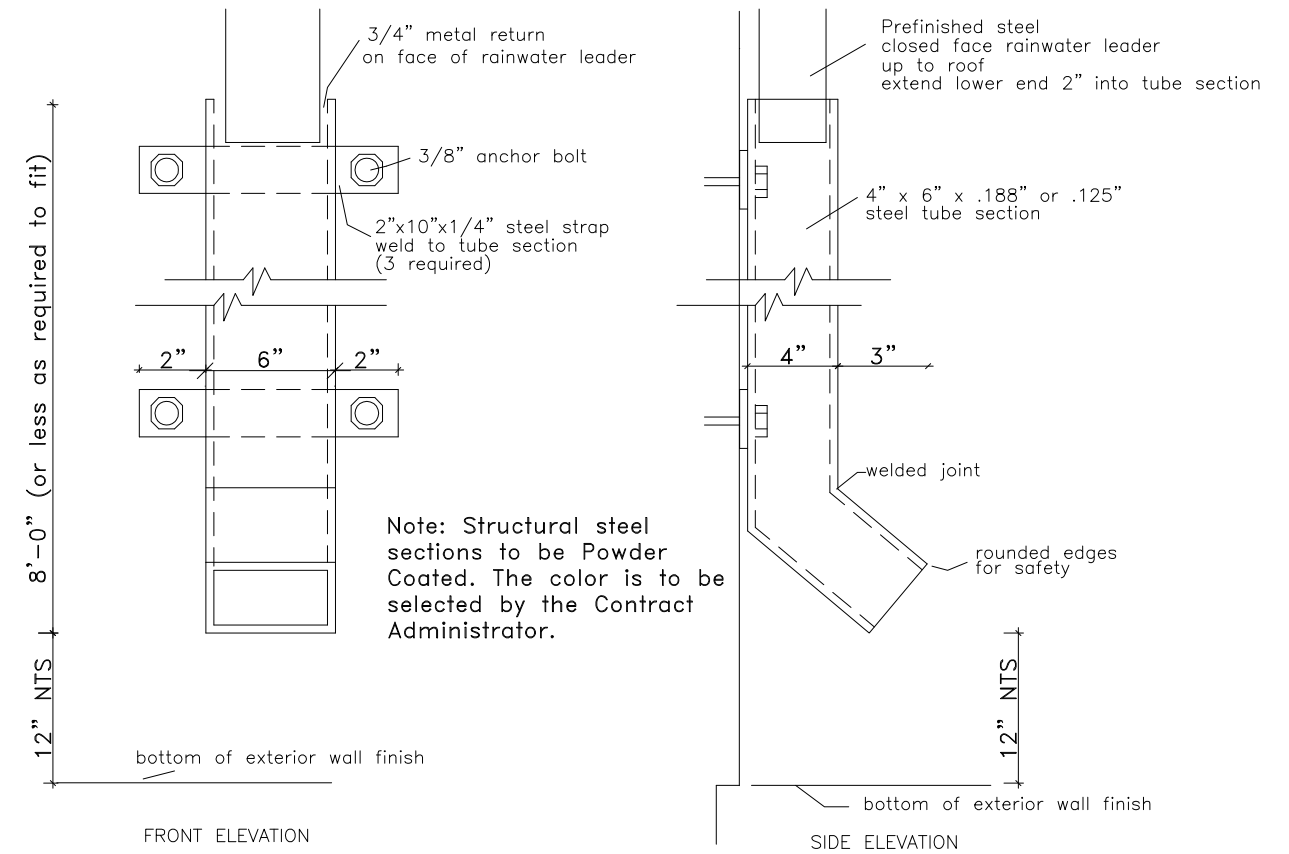 3/4” metal return
on face of rainwater leader
3/8” anchor bolt
2”x10”x1/4” steel strap
weld to tube section
(3 required)
2”
6”
2”
8’-0” (or less as required to fit)
12” NTS
bottom of exterior wall finish
FRONT ELEVATION
Note: Structural steel
sections to be Powder
Coated. The color is to be
selected by the Contract
Administrator.
Prefinished steel
closed face rainwater leader
up to roof
extend lower end 2” into tube section
4” x 6” x .188” or .125”
steel tube section
4”
3”
welded joint
rounded edges
for safety
12” NTS
bottom of exterior wall finish
SIDE ELEVATION